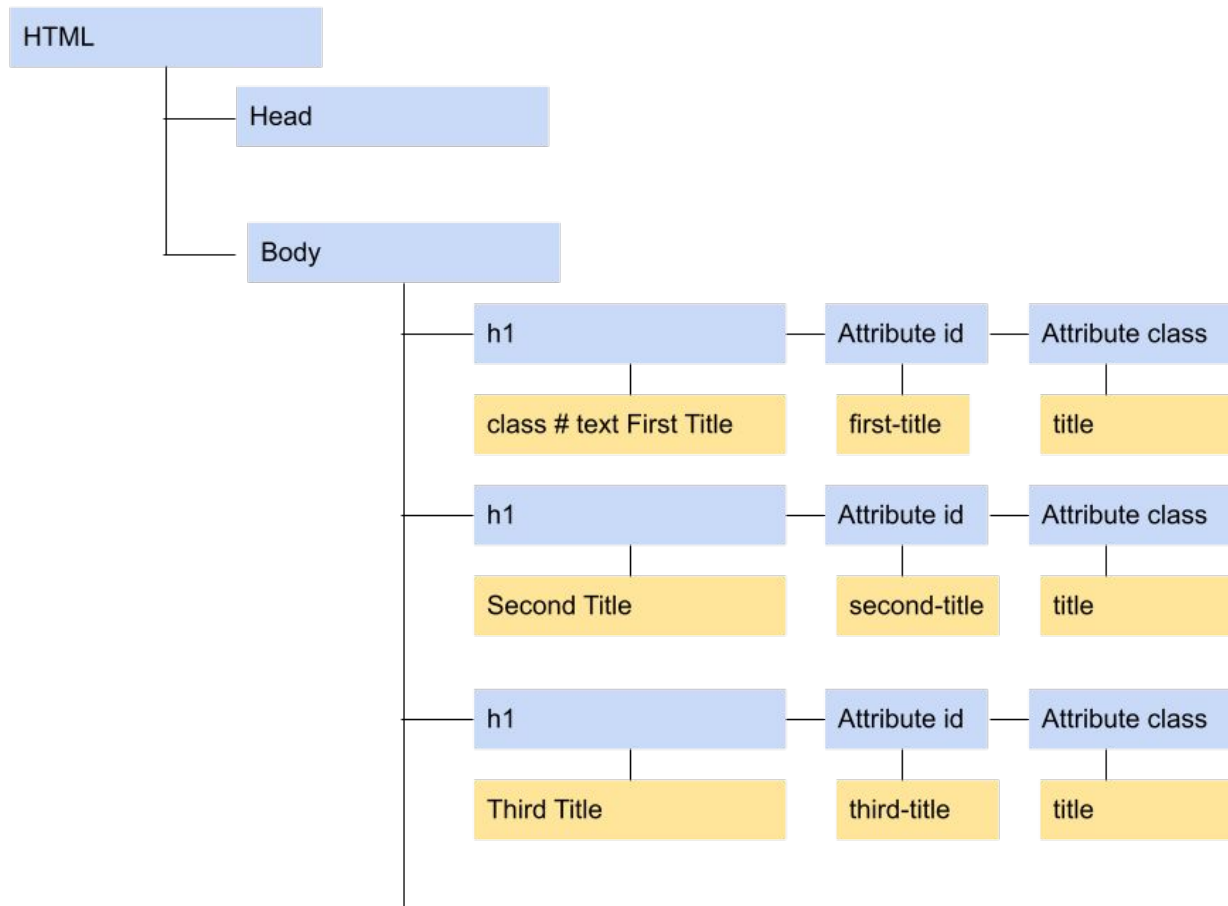 HTML
Head
Body
h1
Attribute id
Attribute class
class # text First Title
first-title
title
h1
Attribute id
Attribute class
Second Title
second-title
title
h1
Attribute id
Attribute class
Third Title
third-title
title